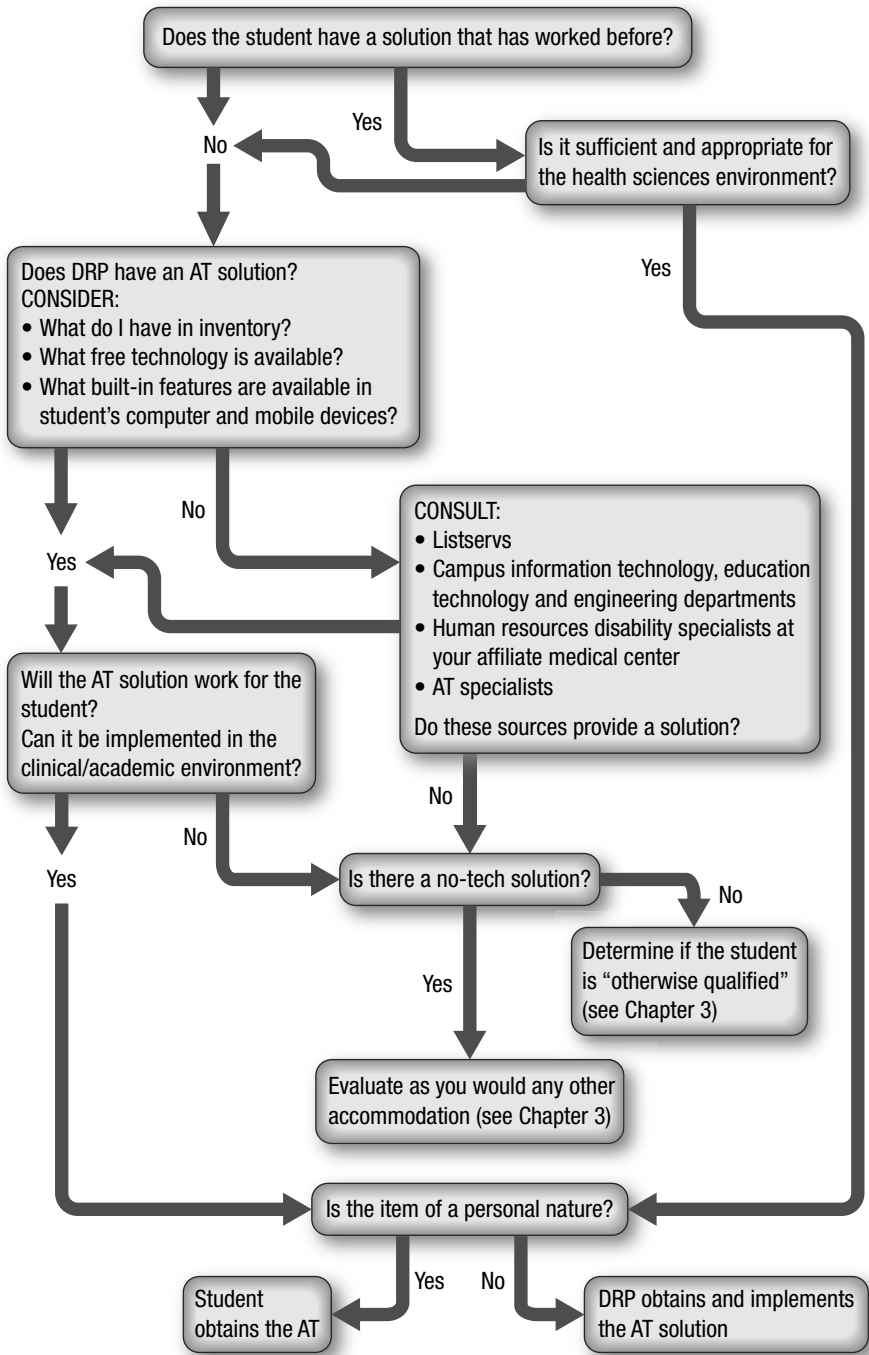 Does the student have a solution that has worked before?
Yes
No
Is it sufficient and appropriate for
the health sciences environment?
Yes
Does DRP have an AT solution?
CONSIDER:
• What do I have in inventory?
• What free technology is available?
• What built-in features are available in
student’s computer and mobile devices?
No
Yes
CONSULT:
• Listservs
• Campus information technology, education
technology and engineering departments
• Human resources disability specialists at
your affiliate medical center
• AT specialists
Do these sources provide a solution?
Will the AT solution work for the
student?
Can it be implemented in the
clinical/academic environment?
No
No
Yes
Is there a no-tech solution?
No
Determine if the student
is “otherwise qualified”
(see Chapter 3)
Yes
Evaluate as you would any other
accommodation (see Chapter 3)
Is the item of a personal nature?
Yes
No
Student
obtains the AT
DRP obtains and implements
the AT solution